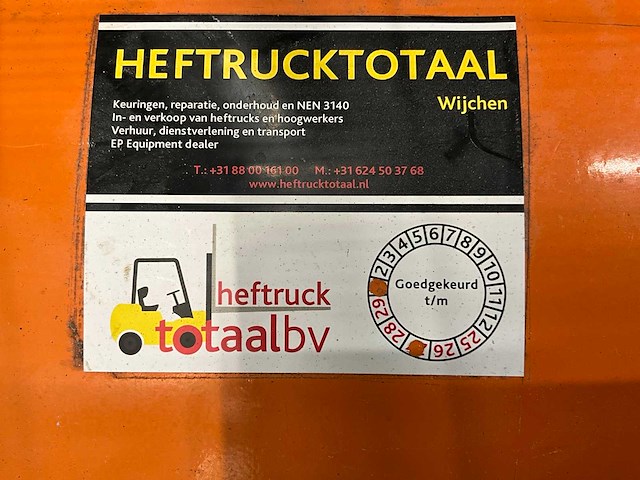 HEFTRUCKTOTAAL
Wijchen
Keuringen, reparatie, onderhoud en NEN 3140
In- en verkoop van heftrucks en hoogwerkers
Verhuur, dienstverlening en transport
EP Equipment dealer
T.: +31 88 00 161 00 M.: +31 624 50 37 68
www.heftrucktotaal.nl
heftruck
totaalbv
2 3 4 5 6 7 8 9 10 11 12
25 26 28 29
Goedgekeurd
t/m